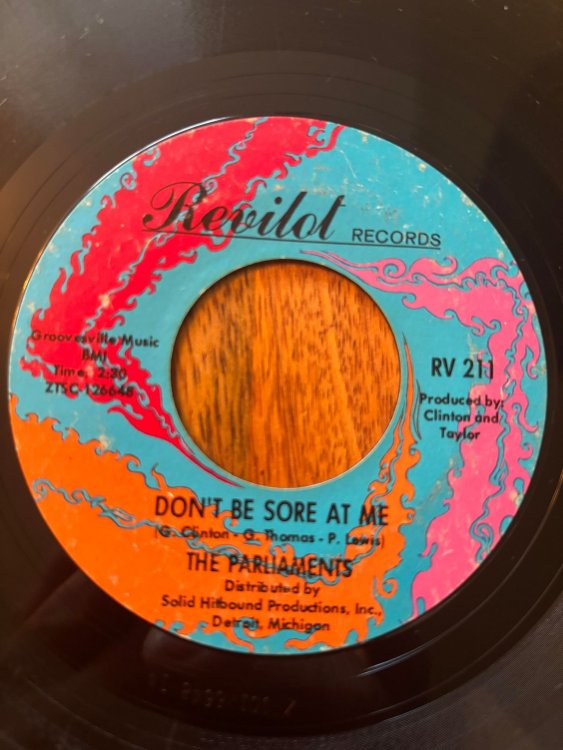 Revilot RECORDS
Groovesville Music
BMI
Time: 2:30
ZTSC-126648
RV 211
Produced by:
Clinton and
Taylor
DON'T BE SORE AT ME
(G. Clinton - G. Thomas - P. Lewis)
THE PARLIAMENTS
Distributed by
Solid Hitbound Productions, Inc.,
Detroit, Michigan